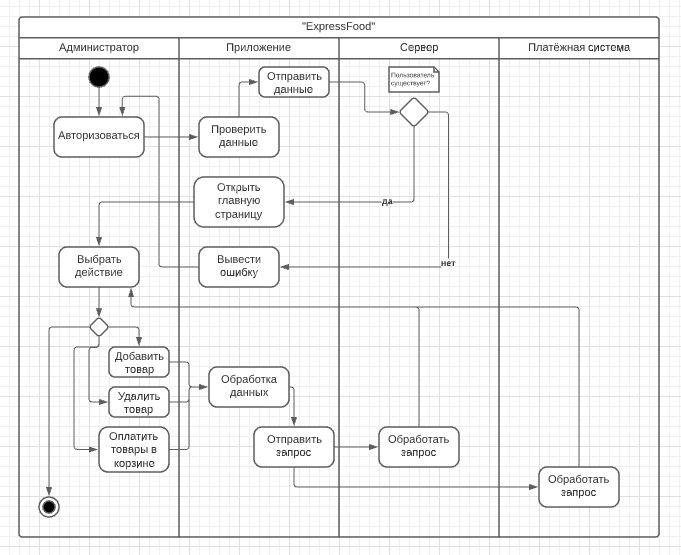 "ExpressFood"
Администратор
Приложение
Сервер
Платёжная система
Отправить
данные
Пользователь
существует?
Авторизоваться
Проверить
данные
Открыть
главную
страницу
да
Выбрать
действие
Вывести
ошибку
нет
Добавить
товар
Удалить
товар
Оплатить
товары в
корзине
Обработка
данных
Отправить
запрос
Обработать
запрос
Обработать
запрос